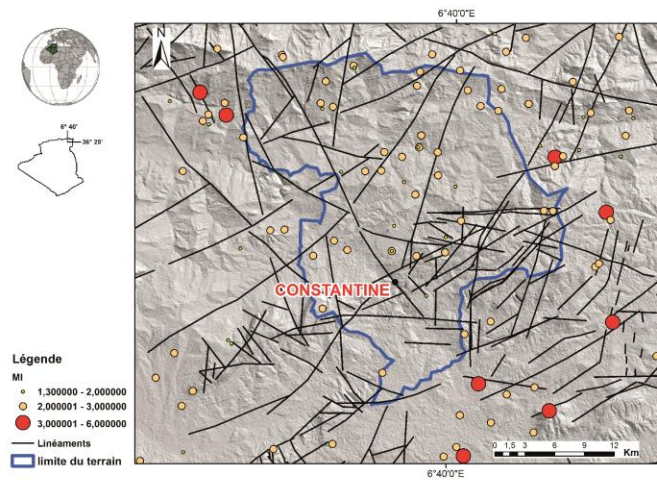 6°40'0"E
N
6° 40'
36° 25'
CONSTANTINE
Légende
MI
1,300000 - 2,000000
2,000001 - 3,000000
3,000001 - 6,000000
Linéaments
limite du terrain
0 1,5 3 6 9 12
Km
6°40'0"E